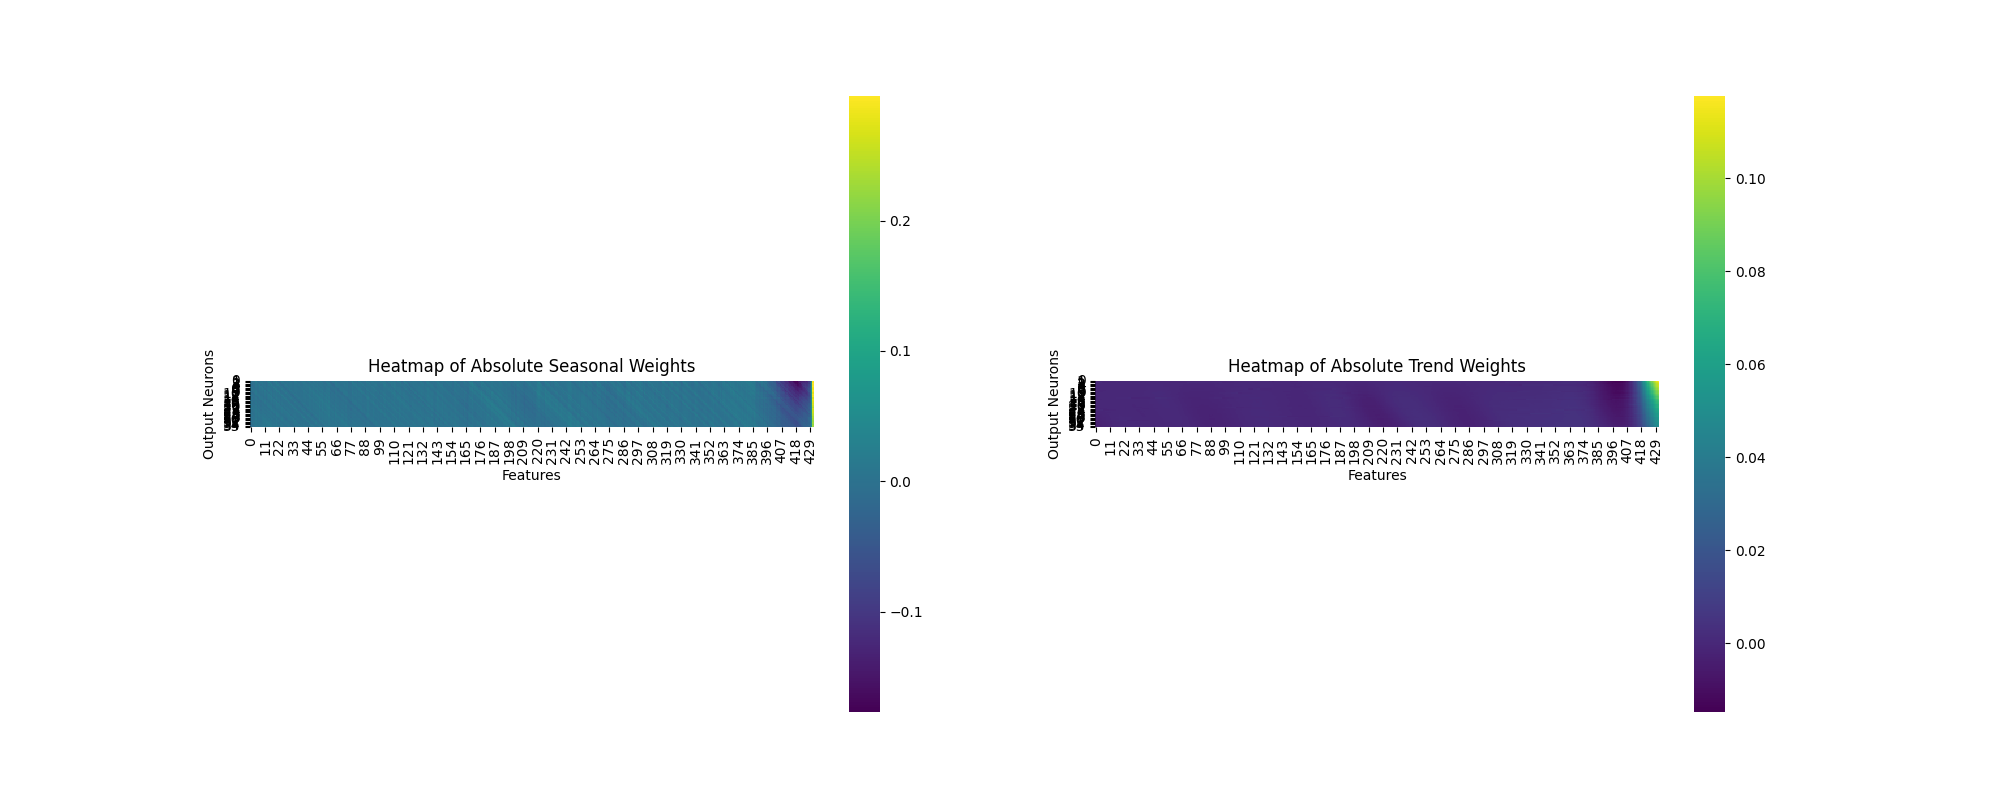 Heatmap of Absolute Seasonal Weights
Output Neurons
0 11 22 33 44 55 66 77 88 99 110 121 132 143 154 165 176 187 198 209 220 231 242 253 264 275 286 297 308 319 330 341 352 363 374 385 396 407 418 429
Features
0.2
0.1
0.0
−0.1
Heatmap of Absolute Trend Weights
Output Neurons
0 11 22 33 44 55 66 77 88 99 110 121 132 143 154 165 176 187 198 209 220 231 242 253 264 275 286 297 308 319 330 341 352 363 374 385 396 407 418 429
Features
0.10
0.08
0.06
0.04
0.02
0.00